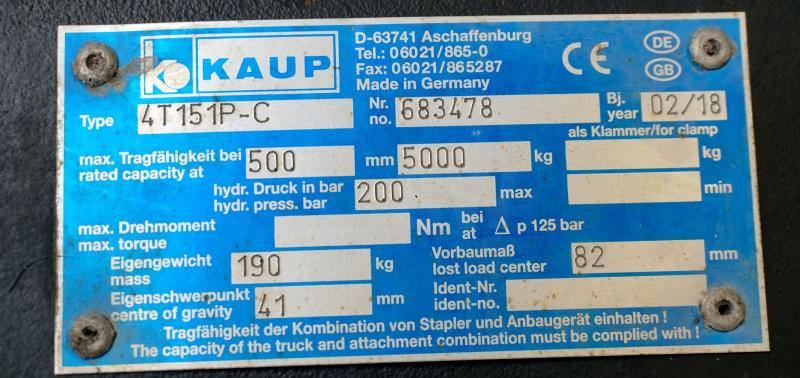 ko KAUP
D-63741 Aschaffenburg
Tel.: 06021/865-0
Fax: 06021/865287
Made in Germany
CE
DE
GB
Type 4T151P-C Nr. no. 683478 Bj. year 02/18
als Klammer/for clamp
max. Tragfähigkeit bei
rated capacity at 500 mm 5000 kg kg
hydr. Druck in bar
hydr. press. bar 200 max min
max. Drehmoment
max. torque Nm bei at Δ p 125 bar
Eigengewicht
mass 190 kg
Vorbaumaß
lost load center 82 mm
Eigenschwerpunkt
centre of gravity 41 mm
Ident-Nr.
ident-no.
Tragfähigkeit der Kombination von Stapler und Anbaugerät einhalten !
The capacity of the truck and attachment combination must be complied with !